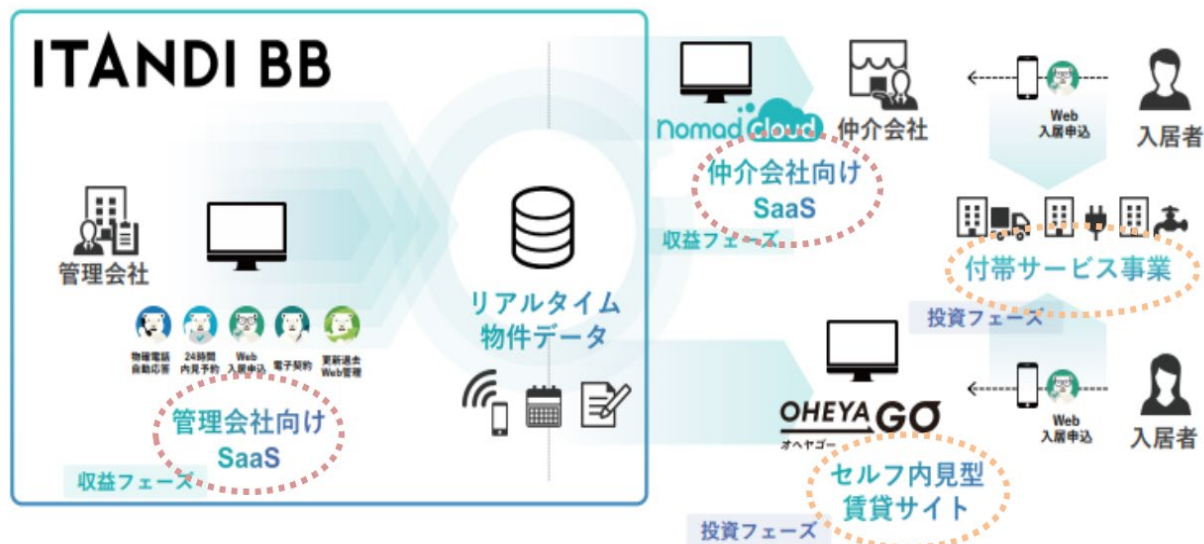 ITANDI BB
管理会社
物確電話
自動応答
24時間
内見予約
Web
入居申込
電子契約
更新退去
Web管理
管理会社向け
SaaS
収益フェーズ
リアルタイム
物件データ
nomad cloud
仲介会社
仲介会社向け
SaaS
収益フェーズ
Web
入居申込
入居者
付帯サービス事業
投資フェーズ
OHEYAGO
オヘヤゴー
セルフ内見型
賃貸サイト
投資フェーズ
Web
入居申込
入居者